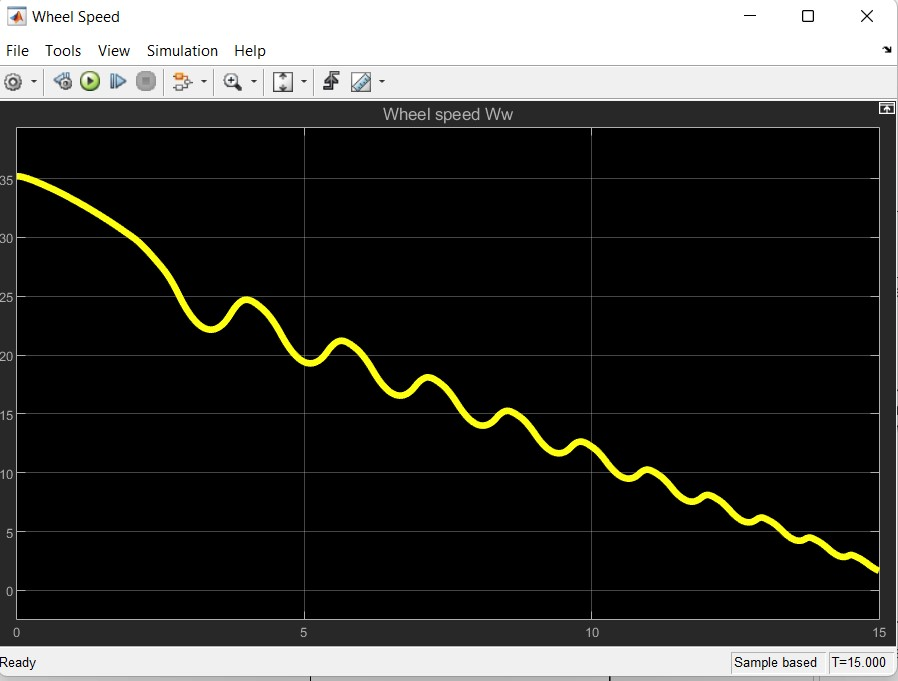 Wheel Speed
File Tools View Simulation Help
Wheel speed Ww
35
30
25
20
15
10
5
0
0 5 10 15
Ready Sample based T=15.000